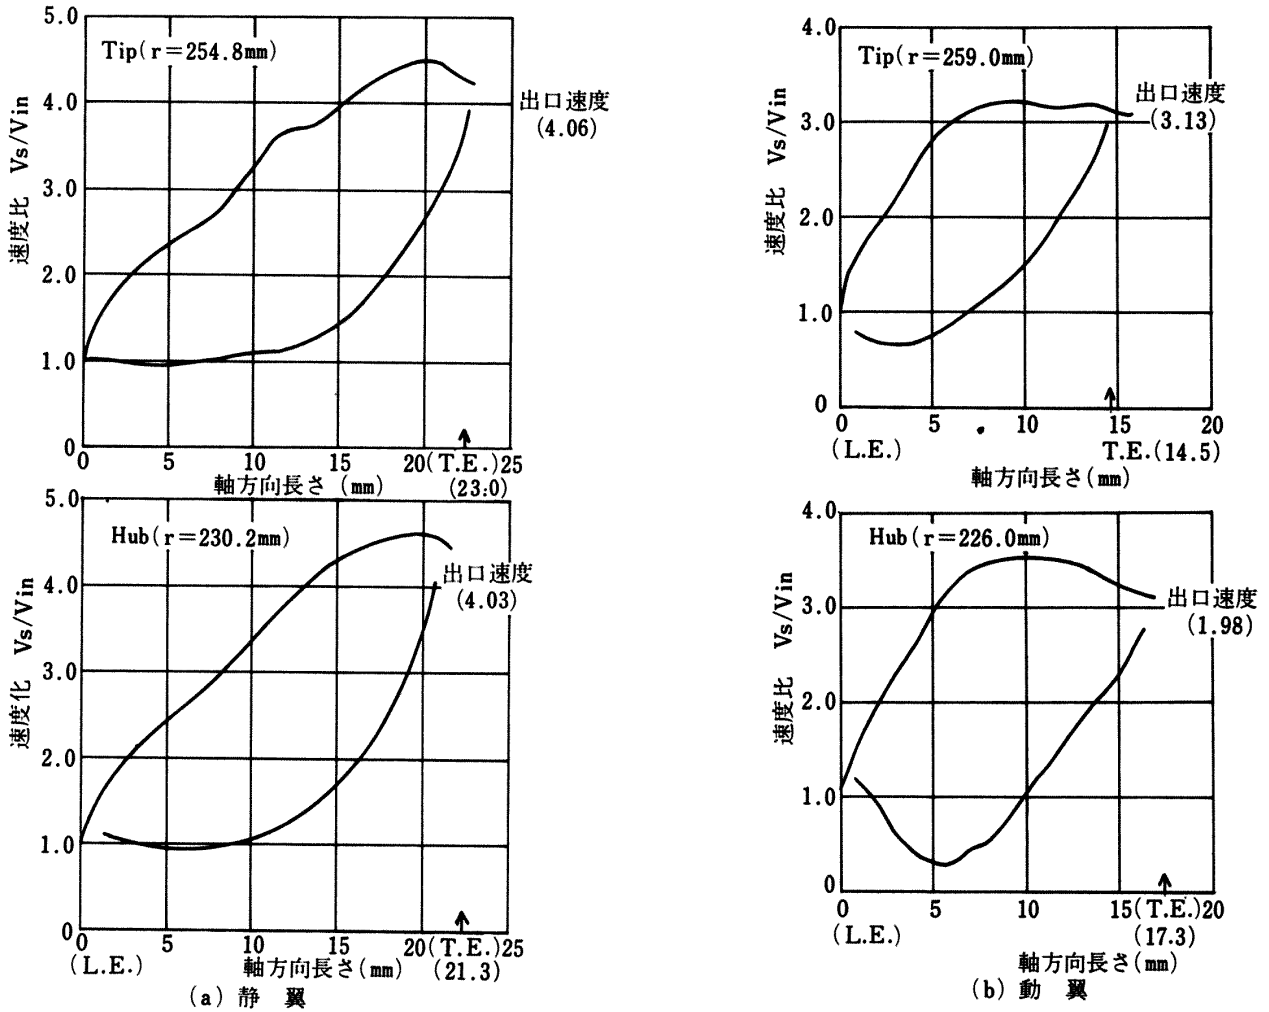 5.0
4.0
3.0
2.0
1.0
0
速度比 Vs/Vin
Tip(r=254.8mm)
出口速度
(4.06)
0 5 10 15 20(T.E.)25
(23:0)
軸方向長さ(mm)
5.0
4.0
3.0
2.0
1.0
0
速度化 Vs/Vin
Hub(r=230.2mm)
出口速度
(4.03)
0 5 10 15 20(T.E.)25
(L.E.)
(21.3)
軸方向長さ(mm)
(a)静 翼
4.0
3.0
2.0
1.0
0
速度比 Vs/Vin
Tip(r=259.0mm)
出口速度
(3.13)
0 5 10 15 20
(L.E.)
T.E.(14.5)
軸方向長さ(mm)
4.0
3.0
2.0
1.0
0
速度比 Vs/Vin
Hub(r=226.0mm)
出口速度
(1.98)
0 5 10 15(T.E.)20
(L.E.)
(17.3)
軸方向長さ(mm)
(b)動 翼